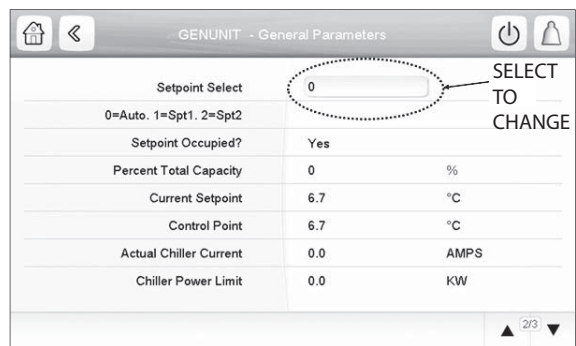 GENUNIT - General Parameters
Setpoint Select 0
SELECT
TO
CHANGE
0=Auto. 1=Spt1. 2=Spt2
Setpoint Occupied? Yes
Percent Total Capacity 0 %
Current Setpoint 6.7 °C
Control Point 6.7 °C
Actual Chiller Current 0.0 AMPS
Chiller Power Limit 0.0 KW
2/3